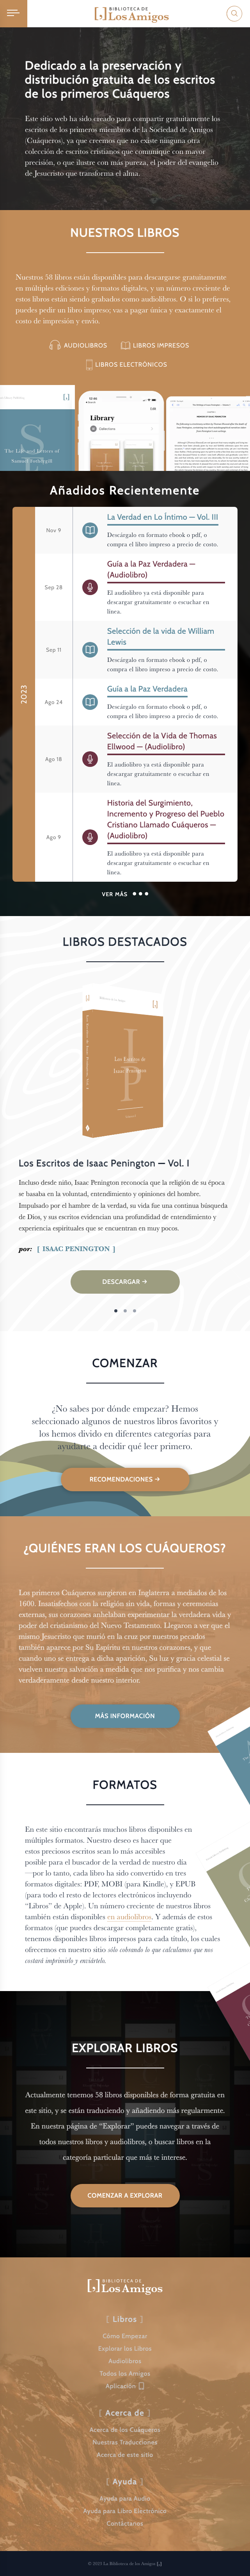 BIBLIOTECA DE
Los Amigos
Dedicado a la preservación y
distribución gratuita de los escritos
de los primeros Cuáqueros
Este sitio web ha sido creado para compartir gratuitamente los
escritos de los primeros miembros de la Sociedad de Amigos
(Cuáqueros), ya que creemos que no existe ninguna otra
colección de escritos cristianos que comunique con mayor
precisión, o que ilustre con más pureza, el poder del evangelio
de Jesucristo que transforma el alma.
NUESTROS LIBROS
Nuestros 58 libros están disponibles para descargarse gratuitamente
en múltiples ediciones y formatos digitales, y un número creciente de
estos libros están siendo grabados como audiolibros. O si lo prefieres,
puedes pedir un libro impreso; vas a pagar única y exactamente el
costo de impresión y envío.
AUDIOLIBROS
LIBROS IMPRESOS
LIBROS ELECTRÓNICOS
The Life and Letters of
Library
Añadidos Recientemente
2023
Nov 9
La Verdad en Lo Íntimo — Vol. III
Descárgalo en formato ebook o pdf, o
compra el libro impreso a precio de costo.
Sep 28
Guía a la Paz Verdadera —
(Audiolibro)
El audiolibro ya está disponible para
descargar gratuitamente o escuchar en
línea.
Sep 11
Selección de la vida de William
Lewis
Descárgalo en formato ebook o pdf, o
compra el libro impreso a precio de costo.
Ago 24
Guía a la Paz Verdadera
Descárgalo en formato ebook o pdf, o
compra el libro impreso a precio de costo.
Ago 18
Selección de la Vida de Thomas
Ellwood — (Audiolibro)
El audiolibro ya está disponible para
descargar gratuitamente o escuchar en
línea.
Ago 9
Historia del Surgimiento,
Incremento y Progreso del Pueblo
Cristiano Llamado Cuáqueros —
(Audiolibro)
El audiolibro ya está disponible para
descargar gratuitamente o escuchar en
línea.
VER MÁS
LIBROS DESTACADOS
Los Escritos de
Isaac Penington
Los Escritos de Isaac Penington — Vol. I
Incluso desde niño, Isaac Penington reconocía que la religión de su época
se basaba en la voluntad, entendimiento y opiniones del hombre.
Impulsado por el hambre de la verdad, su vida fue una continua búsqueda
de Dios, y sus escritos evidencian una profundidad de entendimiento y
experiencia espirituales que se encuentran en muy pocos.
por: [ ISAAC PENINGTON ]
DESCARGAR →
COMENZAR
¿No sabes por dónde empezar? Hemos
seleccionado algunos de nuestros libros favoritos y
los hemos divido en diferentes categorías para
ayudarte a decidir qué leer primero.
RECOMENDACIONES →
¿QUIÉNES ERAN LOS CUÁQUEROS?
Los primeros Cuáqueros surgieron en Inglaterra a mediados de los
1600. Insatisfechos con la religión sin vida, formas y ceremonias
externas, sus corazones anhelaban experimentar la verdadera vida y
poder del cristianismo del Nuevo Testamento. Llegaron a ver que el
mismo Jesucristo que murió en la cruz por nuestros pecados
también aparece por Su Espíritu en nuestros corazones, y que
cuando uno se entrega a dicha aparición, Su luz y gracia celestial se
vuelven nuestra salvación a medida que nos purifica y nos cambia
verdaderamente desde nuestro interior.
MÁS INFORMACIÓN
FORMATOS
En este sitio encontrarás muchos libros disponibles en
múltiples formatos. Nuestro deseo es hacer que
estos preciosos escritos sean lo más accesibles
posible para el buscador de la verdad de nuestro día
—por lo tanto, cada libro ha sido convertido en tres
formatos digitales: PDF, MOBI (para Kindle), y EPUB
(para todo el resto de lectores electrónicos incluyendo
“Libros” de Apple). Un número creciente de nuestros libros
también están disponibles en audiolibros. Y además de estos
formatos (que puedes descargar completamente gratis),
tenemos disponibles libros impresos para cada título, los cuales
ofrecemos en nuestro sitio sólo cobrando lo que calculamos que nos
costará imprimirlo y enviártelo.
EXPLORAR LIBROS
Actualmente tenemos 58 libros disponibles de forma gratuita en
este sitio, y se están traduciendo y añadiendo más regularmente.
En nuestra página de “Explorar” puedes navegar a través de
todos nuestros libros y audiolibros, o buscar libros en la
categoría particular que más te interese.
COMENZAR A EXPLORAR
BIBLIOTECA DE
Los Amigos
[ Libros ]
Cómo Empezar
Explorar los Libros
Audiolibros
Todos los Amigos
Aplicación
[ Acerca de ]
Acerca de los Cuáqueros
Nuestras Traducciones
Acerca de este sitio
[ Ayuda ]
Ayuda para Audio
Ayuda para Libro Electrónico
Contáctanos
© 2023 La Biblioteca de los Amigos